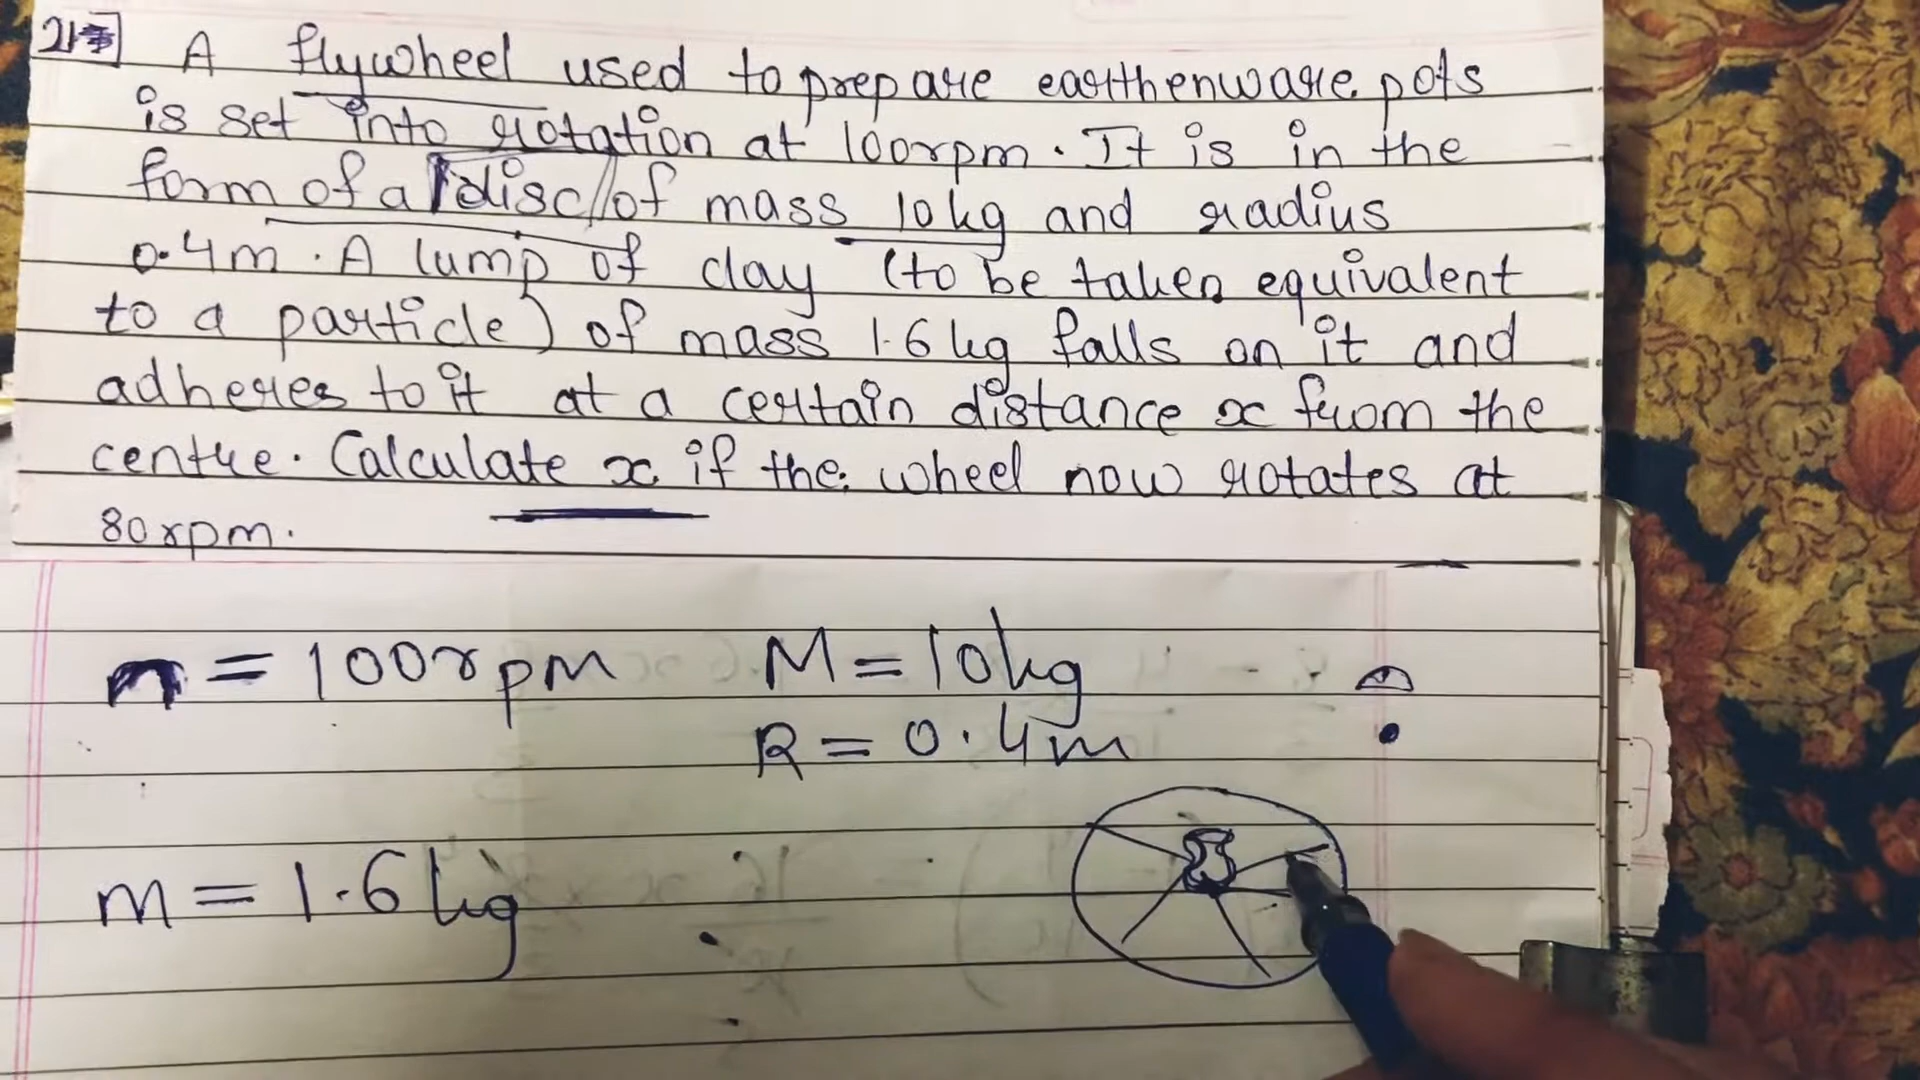 21
A flywheel used to prepare earthenware pots
is set into rotation at 100rpm. It is in the
form of a disc of mass 10kg and radius
0.4m. A lump of clay (to be taken equivalent
to a particle) of mass 1.6 kg falls on it and
adheres to it at a certain distance x from the
centre. Calculate x if the wheel now rotates at
80rpm.
n = 100rpm M = 10kg
R = 0.4m
m = 1.6kg